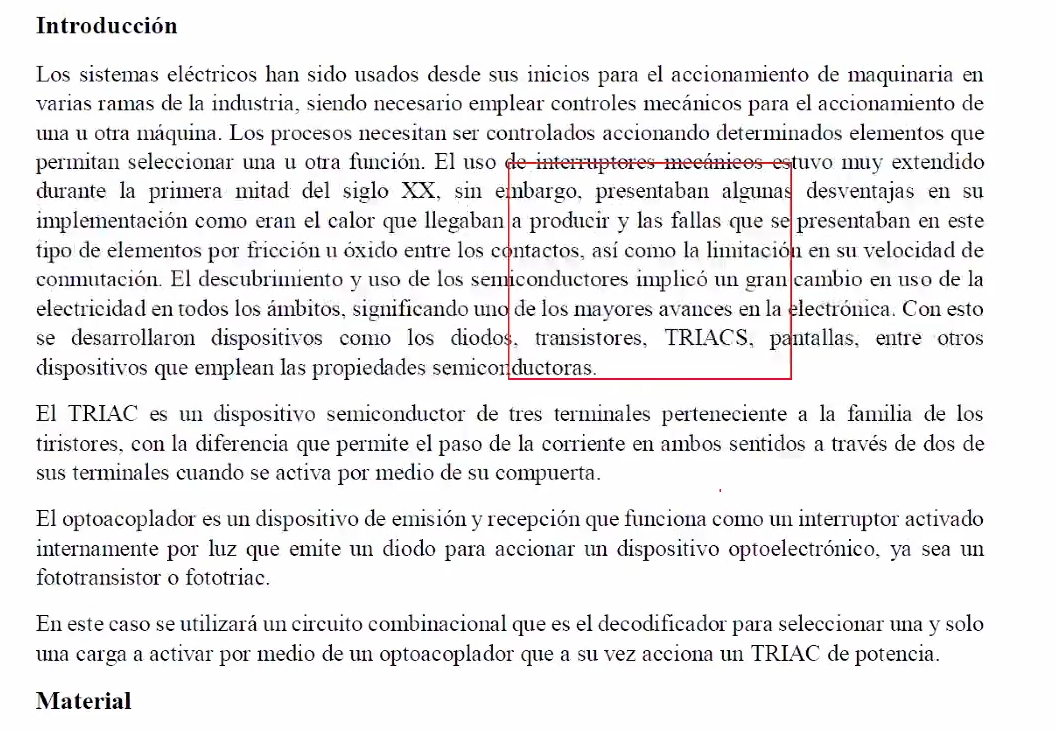 Introducción
Los sistemas eléctricos han sido usados desde sus inicios para el accionamiento de maquinaria en
varias ramas de la industria, siendo necesario emplear controles mecánicos para el accionamiento de
una u otra máquina. Los procesos necesitan ser controlados accionando determinados elementos que
permitan seleccionar una u otra función. El uso de interruptores mecánicos estuvo muy extendido
durante la primera mitad del siglo XX, sin embargo, presentaban algunas desventajas en su
implementación como eran el calor que llegaban a producir y las fallas que se presentaban en este
tipo de elementos por fricción u óxido entre los contactos, así como la limitación en su velocidad de
conmutación. El descubrimiento y uso de los semiconductores implicó un gran cambio en uso de la
electricidad en todos los ámbitos, significando uno de los mayores avances en la electrónica. Con esto
se desarrollaron dispositivos como los diodos, transistores, TRIACS, pantallas, entre otros
dispositivos que emplean las propiedades semiconductoras.
El TRIAC es un dispositivo semiconductor de tres terminales perteneciente a la familia de los
tiristores, con la diferencia que permite el paso de la corriente en ambos sentidos a través de dos de
sus terminales cuando se activa por medio de su compuerta.
El optoacoplador es un dispositivo de emisión y recepción que funciona como un interruptor activado
internamente por luz que emite un diodo para accionar un dispositivo optoelectrónico, ya sea un
fototransistor o fototriac.
En este caso se utilizará un circuito combinacional que es el decodificador para seleccionar una y solo
una carga a activar por medio de un optoacoplador que a su vez acciona un TRIAC de potencia.
Material